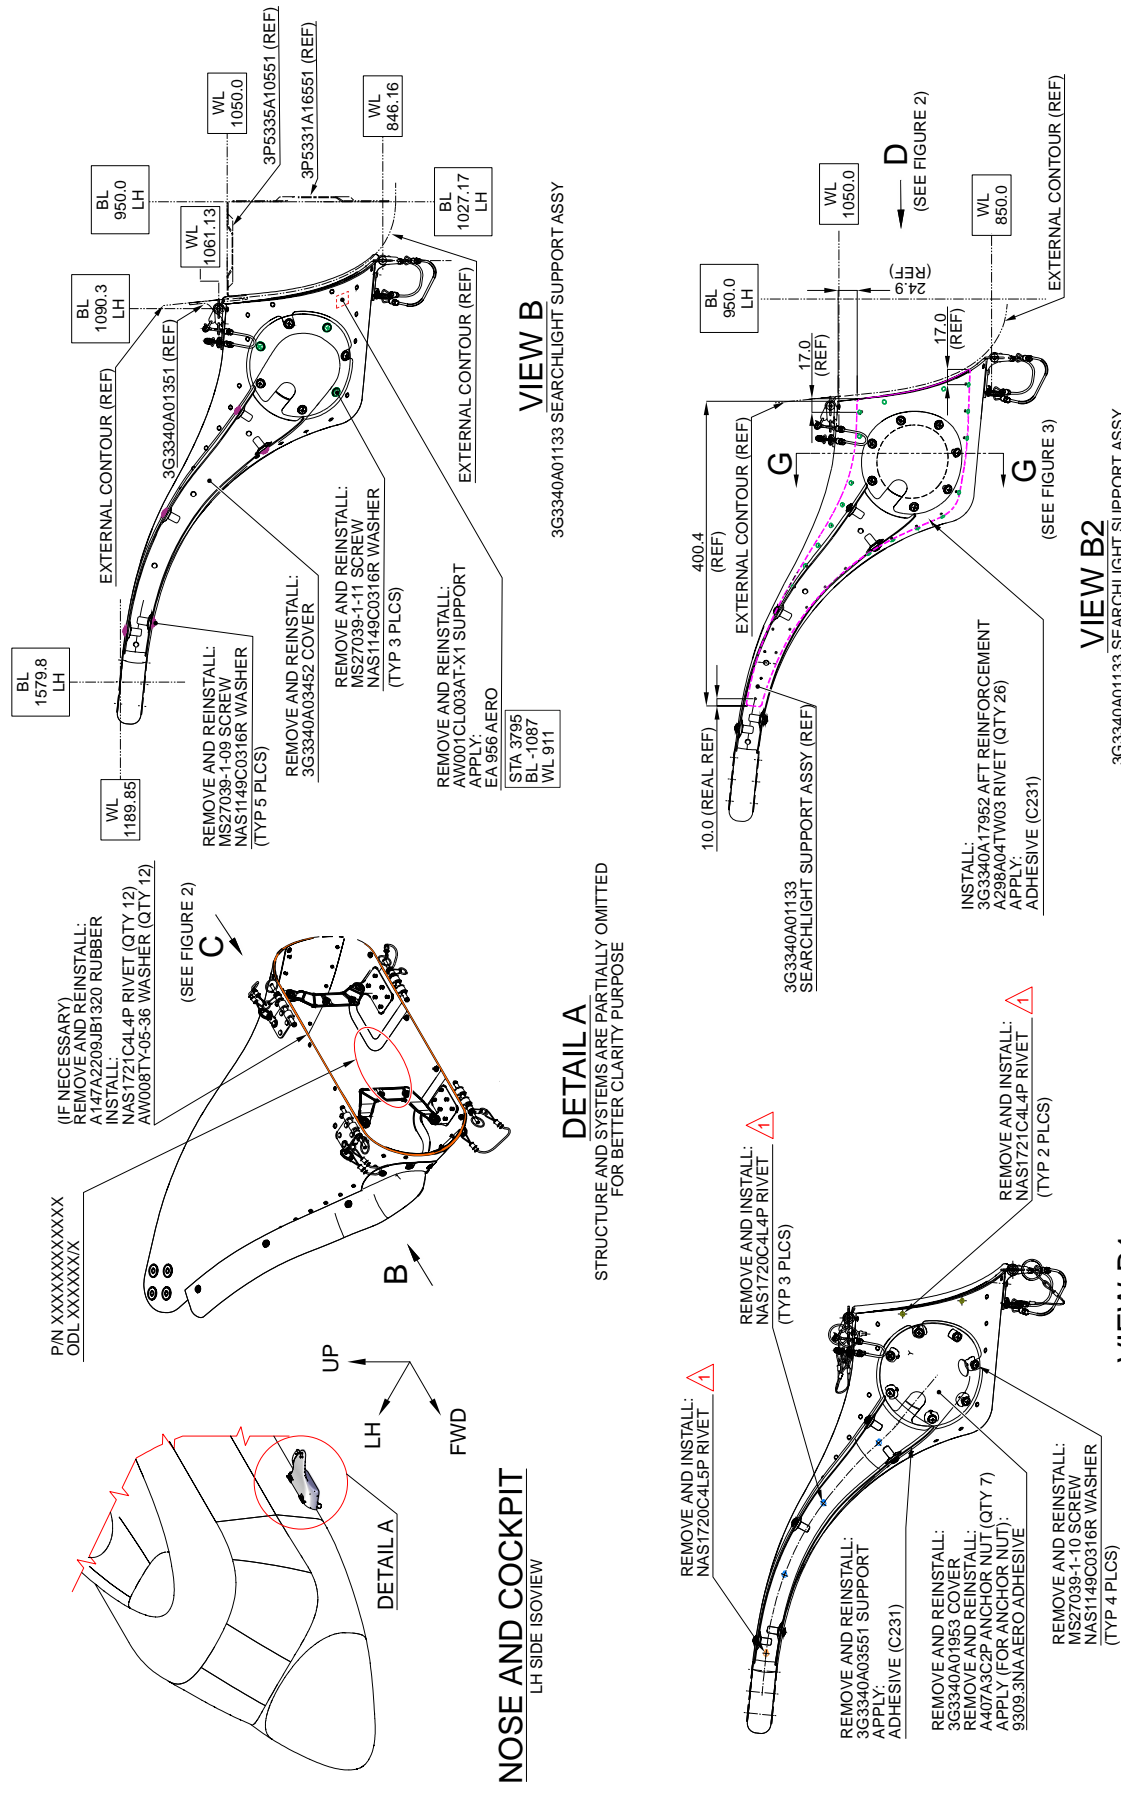 NOSE AND COCKPIT
LH SIDE ISOVIEW
DETAIL A
UP
LH
FWD
P/N XXXXXXXXXXXX
ODL XXXXXX/X
(IF NECESSARY)
REMOVE AND REINSTALL:
A147A2209JB1320 RUBBER
INSTALL:
NAS1721C4L4P RIVET (QTY 12)
AW008TY-05-36 WASHER (QTY 12)
(SEE FIGURE 2)
C
B
DETAIL A
STRUCTURE AND SYSTEMS ARE PARTIALLY OMITTED
FOR BETTER CLARITY PURPOSE
WL
1189.85
BL
1579.8
LH
EXTERNAL CONTOUR (REF)
3G3340A01351 (REF)
BL
1090.3
LH
WL
1061.13
BL
950.0
LH
WL
1050.0
3P5335A10551 (REF)
3P5331A16551 (REF)
WL
846.16
BL
1027.17
LH
EXTERNAL CONTOUR (REF)
REMOVE AND REINSTALL:
MS27039-1-09 SCREW
NAS1149C0316R WASHER
(TYP 5 PLCS)
REMOVE AND REINSTALL:
3G3340A03452 COVER
REMOVE AND REINSTALL:
MS27039-1-11 SCREW
NAS1149C0316R WASHER
(TYP 3 PLCS)
REMOVE AND REINSTALL:
AW001CL003AT-X1 SUPPORT
APPLY:
EA 956 AERO
STA 3795
BL -1087
WL 911
VIEW B
3G3340A01133 SEARCHLIGHT SUPPORT ASSY
REMOVE AND INSTALL:
NAS1720C4L5P RIVET
1
REMOVE AND INSTALL:
NAS1720C4L4P RIVET
(TYP 3 PLCS)
1
REMOVE AND INSTALL:
NAS1721C4L4P RIVET
(TYP 2 PLCS)
1
REMOVE AND REINSTALL:
3G3340A03551 SUPPORT
APPLY:
ADHESIVE (C231)
REMOVE AND REINSTALL:
3G3340A01953 COVER
REMOVE AND REINSTALL:
A407A3C2P ANCHOR NUT (QTY 7)
APPLY (FOR ANCHOR NUT):
9309.3NA AERO ADHESIVE
REMOVE AND REINSTALL:
MS27039-1-10 SCREW
NAS1149C0316R WASHER
(TYP 4 PLCS)
10.0 (REAL REF)
400.4
(REF)
EXTERNAL CONTOUR (REF)
17.0
(REF)
BL
950.0
LH
WL
1050.0
24.9
(REF)
D
(SEE FIGURE 2)
17.0
(REF)
WL
850.0
EXTERNAL CONTOUR (REF)
G
G
(SEE FIGURE 3)
3G3340A01133
SEARCHLIGHT SUPPORT ASSY (REF)
INSTALL:
3G3340A17952 AFT REINFORCEMENT
A298A04TW03 RIVET (QTY 26)
APPLY:
ADHESIVE (C231)
VIEW B2
3G3340A01133 SEARCHLIGHT SUPPORT ASSY